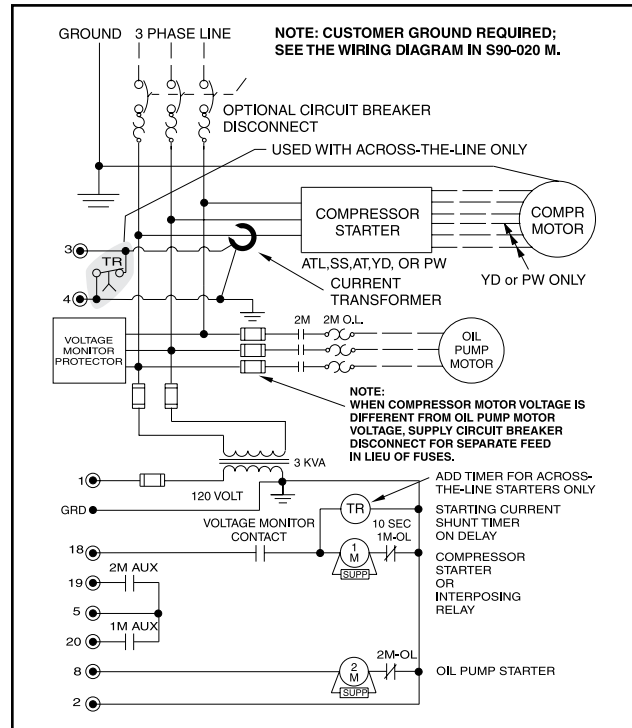 GROUND 3 PHASE LINE
NOTE: CUSTOMER GROUND REQUIRED;
SEE THE WIRING DIAGRAM IN S90-020 M.
OPTIONAL CIRCUIT BREAKER
DISCONNECT
USED WITH ACROSS-THE-LINE ONLY
COMPRESSOR
STARTER
COMPR
MOTOR
3
TR
4
ATL,SS,AT,YD, OR PW
YD or PW ONLY
CURRENT
TRANSFORMER
VOLTAGE
MONITOR
PROTECTOR
2M 2M O.L.
OIL
PUMP
MOTOR
NOTE:
WHEN COMPRESSOR MOTOR VOLTAGE IS
DIFFERENT FROM OIL PUMP MOTOR
VOLTAGE, SUPPLY CIRCUIT BREAKER
DISCONNECT FOR SEPARATE FEED
IN LIEU OF FUSES.
3 KVA
1
120 VOLT
GRD
ADD TIMER FOR ACROSS-
THE-LINE STARTERS ONLY
TR
STARTING CURRENT
SHUNT TIMER
ON DELAY
VOLTAGE MONITOR
CONTACT
10 SEC
1M-OL
18
1
M
SUPP
COMPRESSOR
STARTER
OR
INTERPOSING
RELAY
19
2M AUX
5
20
1M AUX
8
2
M
SUPP
2M-OL
OIL PUMP STARTER
2